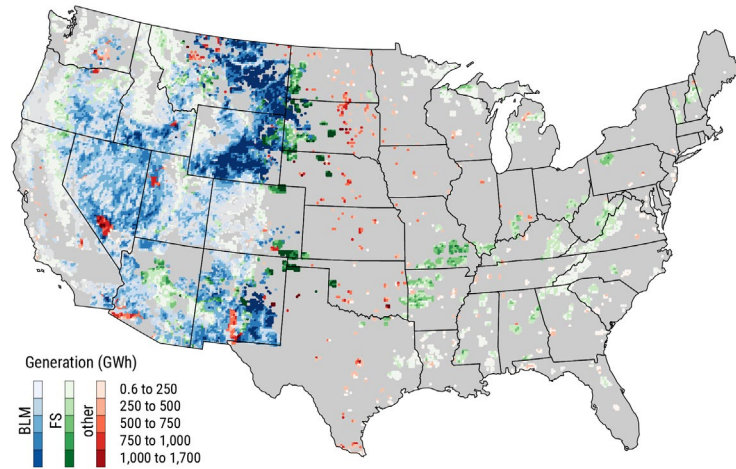 Generation (GWh)
BLM
FS
other
0.6 to 250
250 to 500
500 to 750
750 to 1,000
1,000 to 1,700